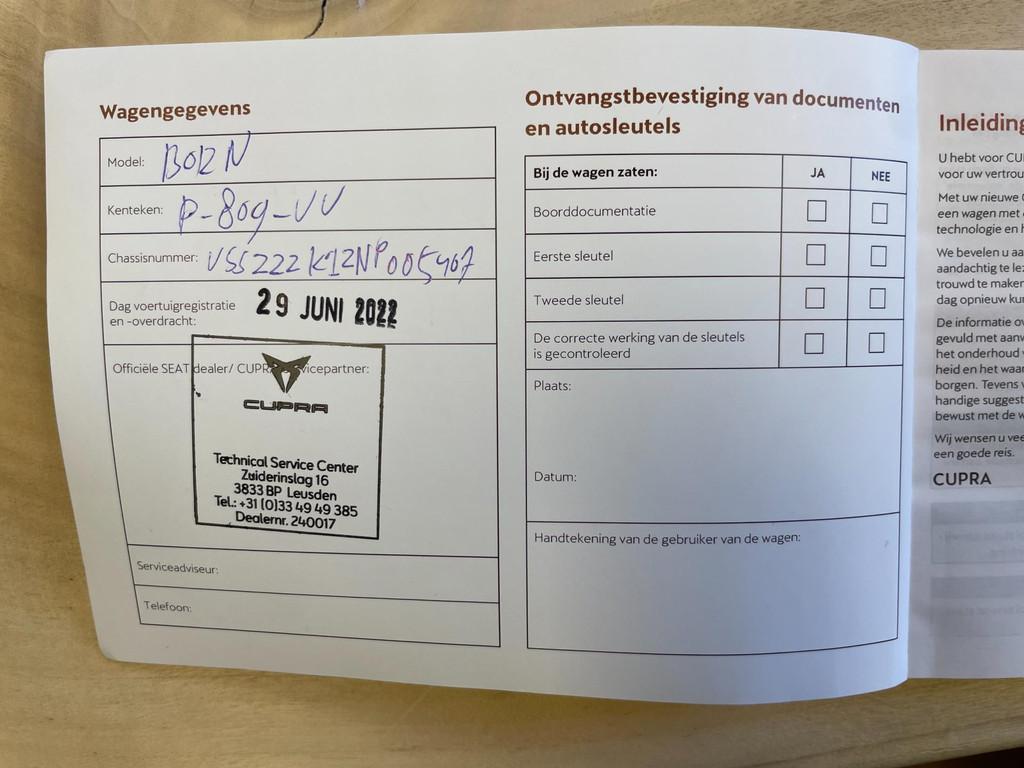 Wagengegevens
Model: BORN
Kenteken: P-809-VV
Chassisnummer: VSSZZZK1ZNP005467
Dag voertuigregistratie
en -overdracht:
29 JUNI 2022
Officiële SEAT dealer/ CUPRA servicepartner:
CUPRA
Technical Service Center
Zuiderinslag 16
3833 BP Leusden
Tel.: +31 (0)33 49 49 385
Dealernr. 240017
Serviceadviseur:
Telefoon:
Ontvangstbevestiging van documenten
en autosleutels
Bij de wagen zaten: JA NEE
Boorddocumentatie
Eerste sleutel
Tweede sleutel
De correcte werking van de sleutels
is gecontroleerd
Plaats:
Datum:
Handtekening van de gebruiker van de wagen:
Inleiding
U hebt voor
voor uw
Met uw nieuwe
een wagen met
technologie en
We bevelen u
aandachtig te
trouwd te
dag opnieuw
De informatie
gevuld met
het onderhoud
heid en het
borgen. Tevens
handige
bewust met de
Wij wensen u
een goede reis.
CUPRA